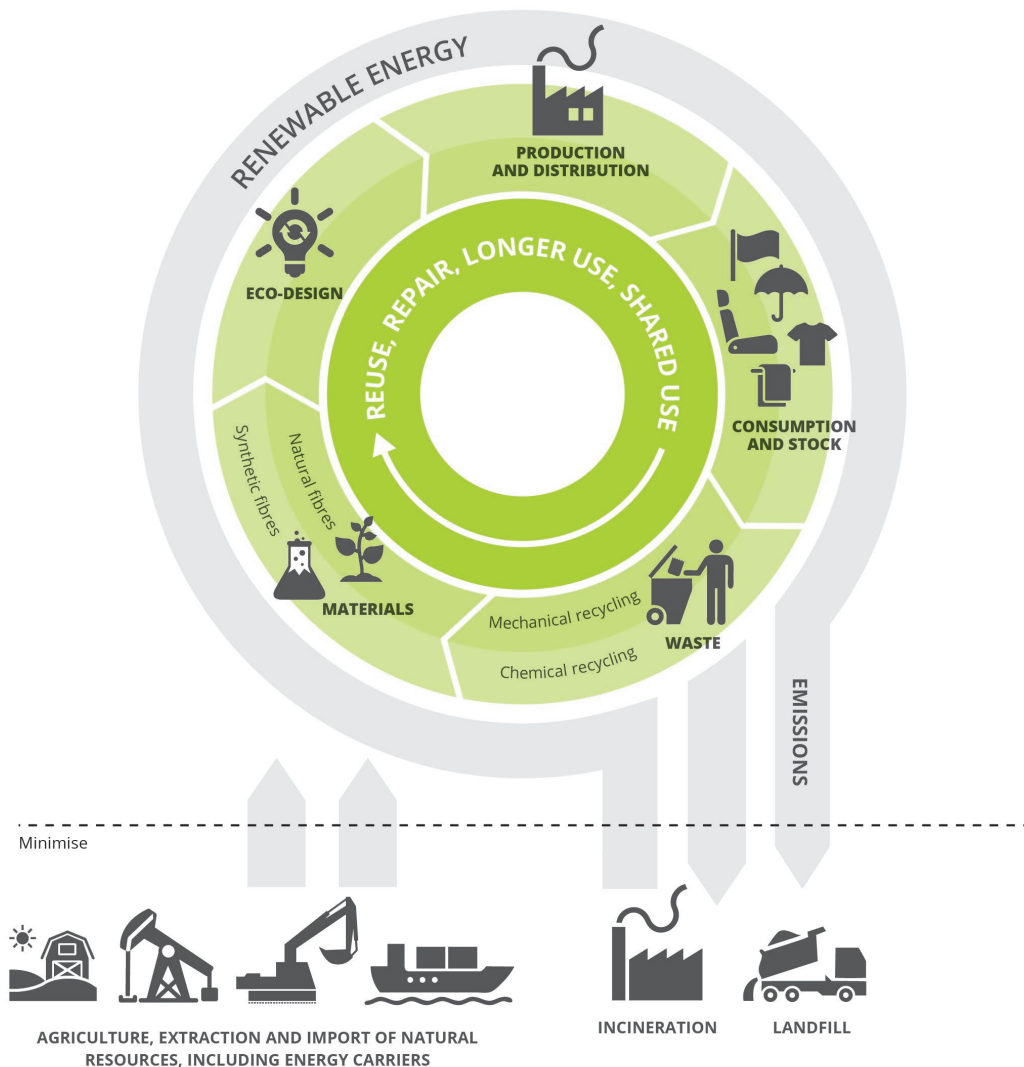 RENEWABLE ENERGY
PRODUCTION
AND DISTRIBUTION
ECO-DESIGN
REUSE, REPAIR, LONGER USE, SHARED USE
CONSUMPTION
AND STOCK
Synthetic fibres
Natural fibres
MATERIALS
Mechanical recycling
Chemical recycling
WASTE
EMISSIONS
Minimise
AGRICULTURE, EXTRACTION AND IMPORT OF NATURAL
RESOURCES, INCLUDING ENERGY CARRIERS
INCINERATION
LANDFILL